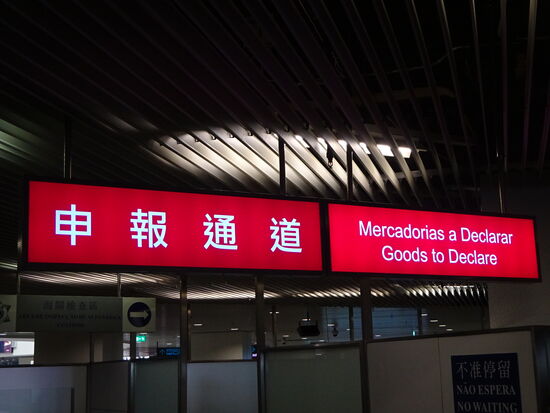 申報通道
Mercadorias a Declarar
Goods to Declare
不准停留
NÃO ESPERA
NO WAITING